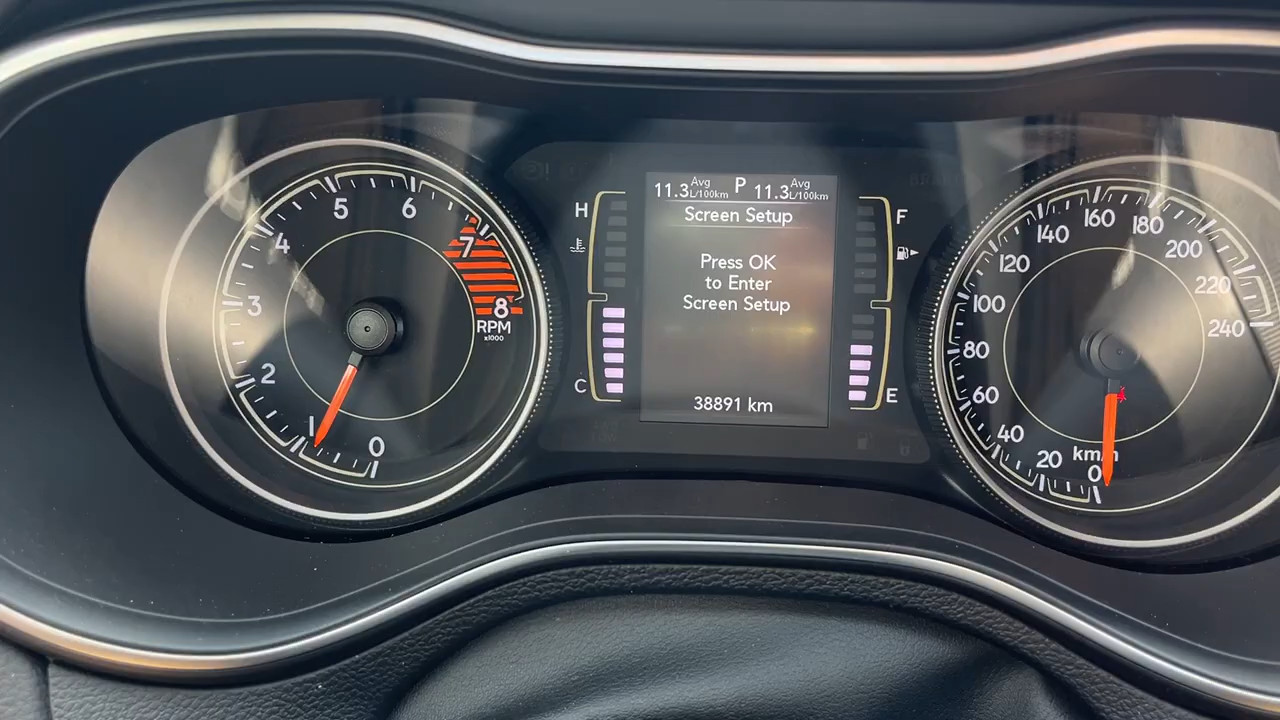 11.3 Avg L/100km P 11.3 Avg L/100km
Screen Setup
Press OK
to Enter
Screen Setup
38891 km
H
C
F
E
0
1
2
3
4
5
6
7
8
RPM
x1000
0
20
40
60
80
100
120
140
160
180
200
220
240
km/h